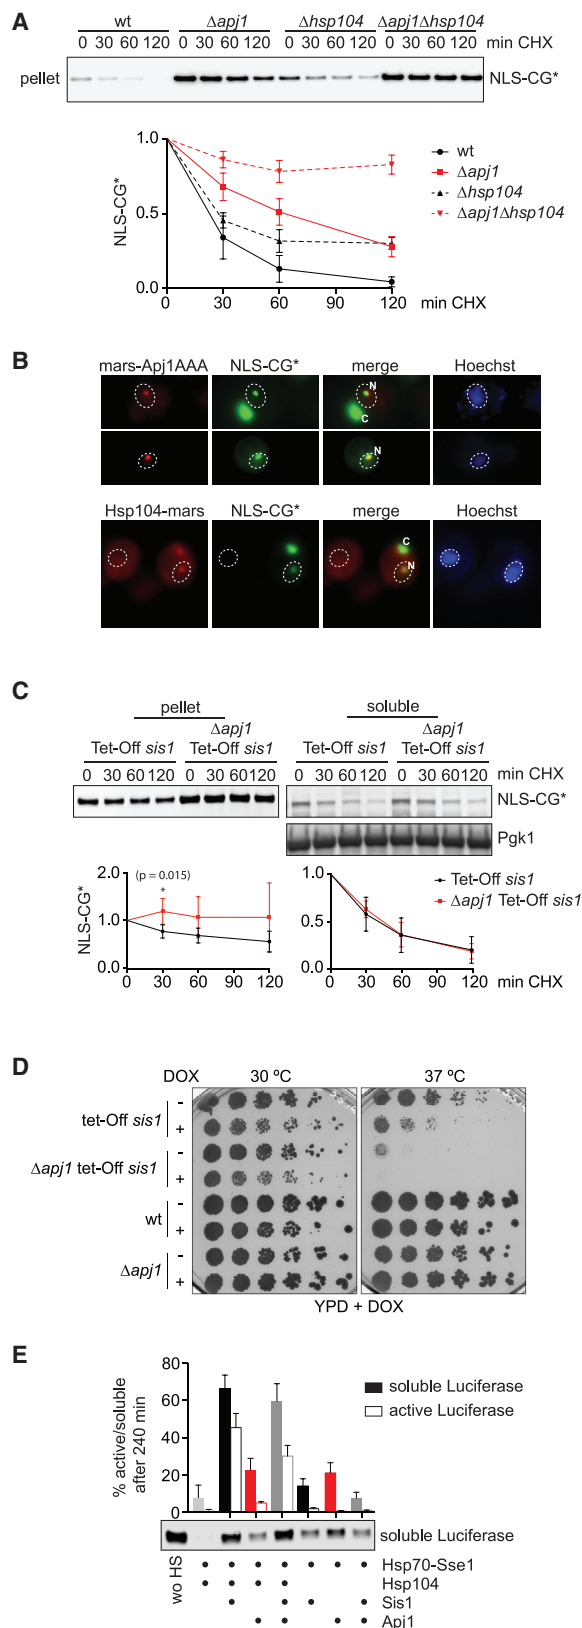 A
wt Δapj1 Δhsp104 Δapj1Δhsp104
0 30 60 120 0 30 60 120 0 30 60 120 0 30 60 120 min CHX
pellet NLS-CG*
1.0
0.5
0.0
NLS-CG*
0 30 60 90 120 min CHX
wt
Δapj1
Δhsp104
Δapj1Δhsp104
B
mars-Apj1AAA NLS-CG* merge Hoechst
N
C
N
Hsp104-mars NLS-CG* merge Hoechst
C
N
C
pellet soluble
Δapj1 Δapj1
Tet-Off sis1 Tet-Off sis1 Tet-Off sis1 Tet-Off sis1
0 30 60 120 0 30 60 120 0 30 60 120 0 30 60 120 min CHX
NLS-CG*
Pgk1
2.0
1.0
0.0
NLS-CG*
(p = 0.015)
*
0 30 60 90 120
1.0
0.5
0.0
0 30 60 90 120 min CHX
Tet-Off sis1
Δapj1 Tet-Off sis1
D
DOX 30 ºC 37 ºC
tet-Off sis1 - +
Δapj1 tet-Off sis1 - +
wt - +
Δapj1 - +
YPD + DOX
E
80
60
40
20
0
% active/soluble
after 240 min
soluble Luciferase
active Luciferase
soluble Luciferase
wo HS
Hsp70-Sse1
Hsp104
Sis1
Apj1